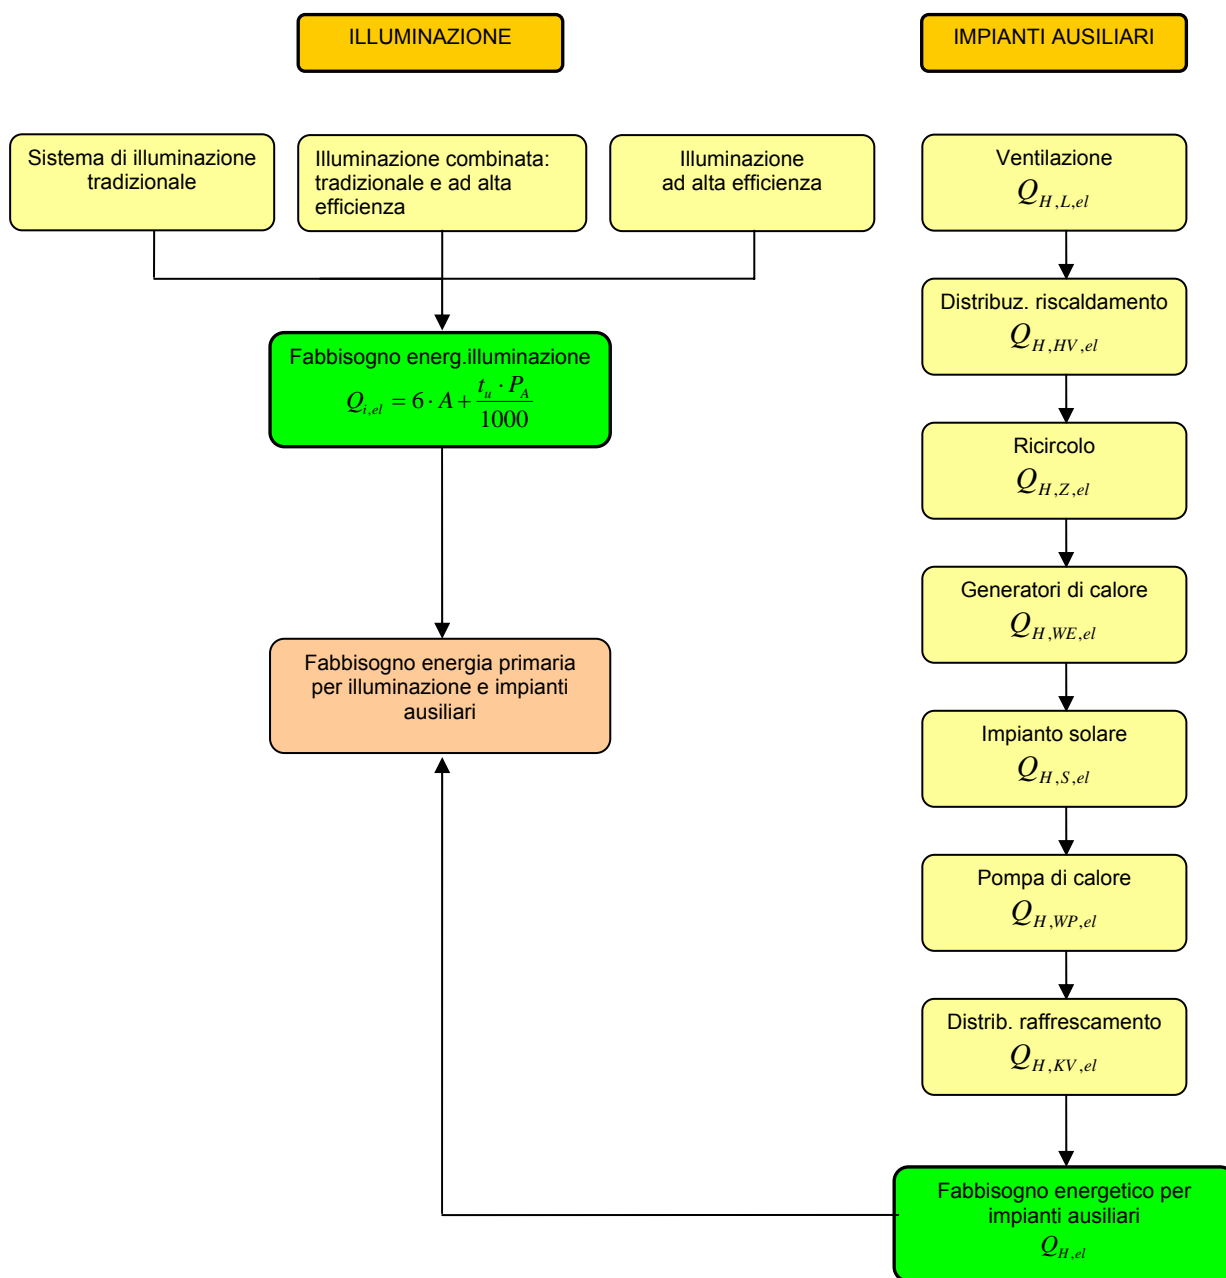 ILLUMINAZIONE
IMPIANTI AUSILIARI
Sistema di illuminazione
tradizionale
Illuminazione combinata:
tradizionale e ad alta
efficienza
Illuminazione
ad alta efficienza
Ventilazione
Q_{H,L,el}
Distribuz. riscaldamento
Q_{H,HV,el}
Fabbisogno energ.illuminazione
Q_{i,el} = 6 · A + \frac{t_u · P_A}{1000}
Ricircolo
Q_{H,Z,el}
Generatori di calore
Q_{H,WE,el}
Fabbisogno energia primaria
per illuminazione e impianti
ausiliari
Impianto solare
Q_{H,S,el}
Pompa di calore
Q_{H,WP,el}
Distrib. raffrescamento
Q_{H,KV,el}
Fabbisogno energetico per
impianti ausiliari
Q_{H,el}